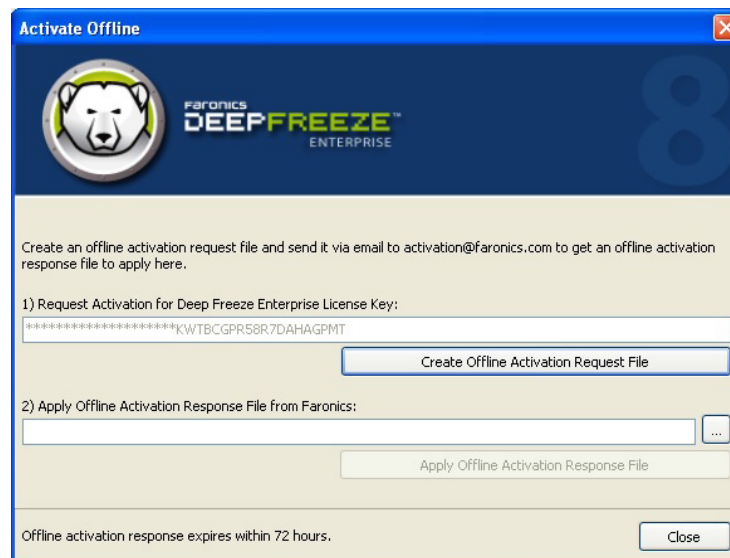 Activate Offline
FARONICS
DEEPFREEZE™
ENTERPRISE
8
Create an offline activation request file and send it via email to activation@faronics.com to get an offline activation
response file to apply here.
1) Request Activation for Deep Freeze Enterprise License Key:
********************KWTBCGPR58R7DAHAGPMT
Create Offline Activation Request File
2) Apply Offline Activation Response File from Faronics:
...
Apply Offline Activation Response File
Offline activation response expires within 72 hours.
Close